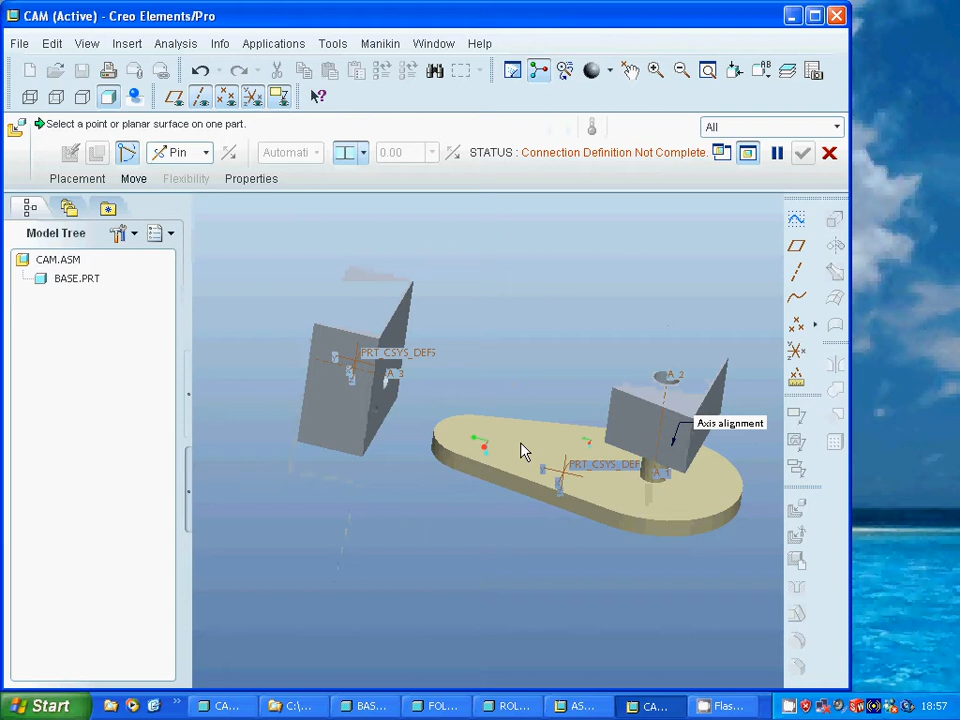 CAM (Active) - Creo Elements/Pro
File Edit View Insert Analysis Info Applications Tools Manikin Window Help
Select a point or planar surface on one part.
All
Pin
Automati
0.00
STATUS : Connection Definition Not Complete.
Placement Move Flexibility Properties
Model Tree
CAM.ASM
BASE.PRT
PRT_CSYS_DEF
A_3
A_2
Axis alignment
PRT_CSYS_DEF
A_1
Start
CA...
C:\...
BAS...
FOL...
ROL...
AS...
CA...
Flas...
18:57